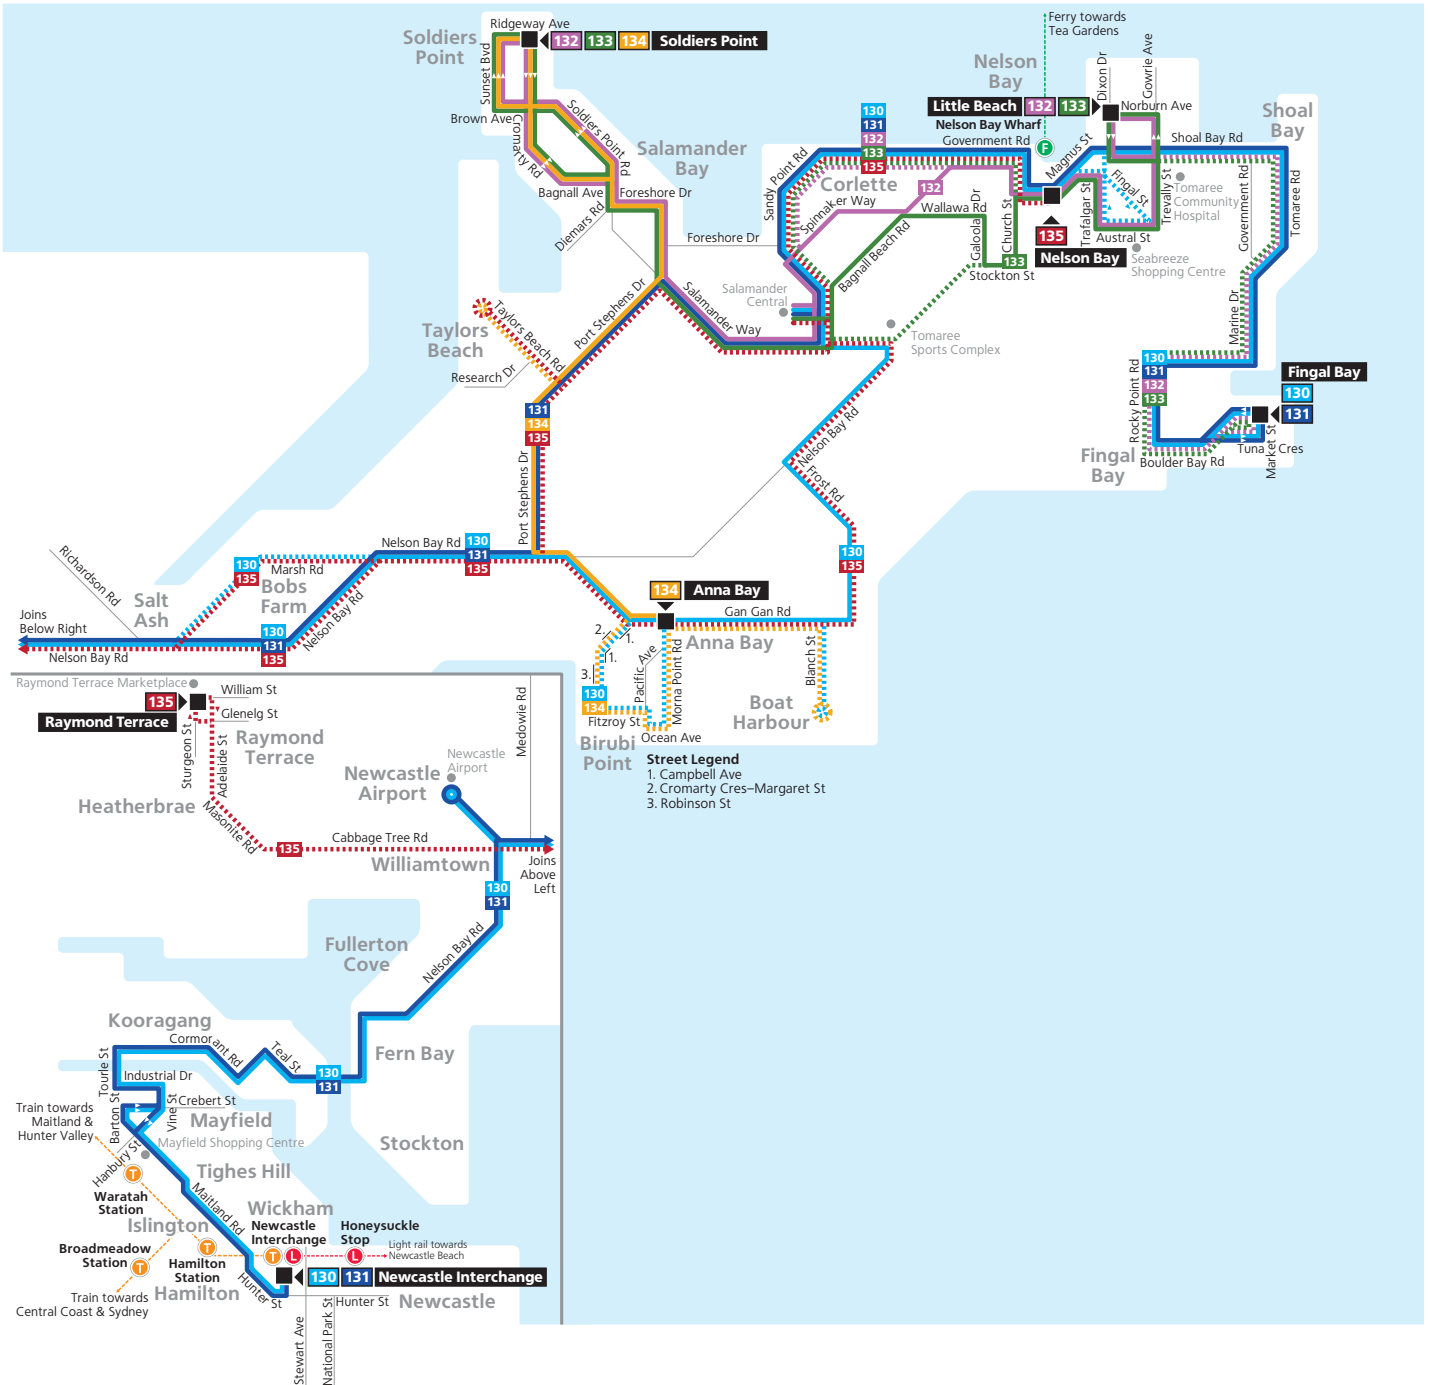 Ridgeway Ave
Soldiers
Point
132 133 134 Soldiers Point
Sunset Bvd
Brown Ave
Cromarty Rd
Soldiers Point Rd
Bagnall Ave
Salamander
Bay
Foreshore Dr
Diemars Rd
Foreshore Dr
Ferry towards
Tea Gardens
Nelson
Bay
Dixon Dr
Gowrie Ave
Little Beach 132 133
Norburn Ave
Nelson Bay Wharf
F
Government Rd
Magnus St
Shoal Bay Rd
Shoal
Bay
130
131
132
133
135
Sandy Point Rd
Corlette
132
Spinnaker Way
Wallawa Rd
Galoola Dr
Church St
Bagnall Beach Rd
133
Stockton St
135
Nelson Bay
Trafalgar St
Fingal St
Austral St
Trevally St
Tomaree
Community
Hospital
Seabreeze
Shopping Centre
Government Rd
Tomaree Rd
Marine Dr
Salamander
Central
Salamander Way
Tomaree
Sports Complex
Port Stephens Dr
Taylors
Beach
Taylors Beach Rd
Research Dr
131
134
135
Port Stephens Dr
Nelson Bay Rd
Frost Rd
130
135
Rocky Point Rd
130
131
132
133
Fingal Bay
130
131
Fingal
Bay
Boulder Bay Rd
Tuna Cres
Market St
Richardson Rd
Nelson Bay Rd
130
131
135
130
135
Marsh Rd
Bobs
Farm
Salt
Ash
Joins
Below Right
Nelson Bay Rd
130
131
135
Nelson Bay Rd
134 Anna Bay
Gan Gan Rd
Anna Bay
2.
1.
1.
3.
130
134
Pacific Ave
Morna Point Rd
Fitzroy St
Ocean Ave
Blanch St
Boat
Harbour
Birubi
Point
Street Legend
1. Campbell Ave
2. Cromarty Cres–Margaret St
3. Robinson St
Raymond Terrace Marketplace
135
Raymond Terrace
William St
Glenelg St
Sturgeon St
Adelaide St
Raymond
Terrace
Heatherbrae
Masonite Rd
135
Cabbage Tree Rd
Medowie Rd
Newcastle
Airport
Newcastle
Airport
Williamtown
Joins
Above
Left
130
131
Fullerton
Cove
Nelson Bay Rd
Kooragang
Cormorant Rd
Teal St
Fern Bay
130
131
Tourle St
Industrial Dr
Crebert St
Vine St
Barton St
Mayfield
Train towards
Maitland &
Hunter Valley
Mayfield Shopping Centre
Hanbury St
Stockton
T
Waratah
Station
Tighes Hill
Maitland Rd
Islington
Wickham
Newcastle
Interchange
Honeysuckle
Stop
T
L
L
Light rail towards
Newcastle Beach
Broadmeadow
Station
T
T
Hamilton
Station
Hamilton
130 131 Newcastle Interchange
Hunter St
Hunter St
Newcastle
Train towards
Central Coast & Sydney
Stewart Ave
National Park St